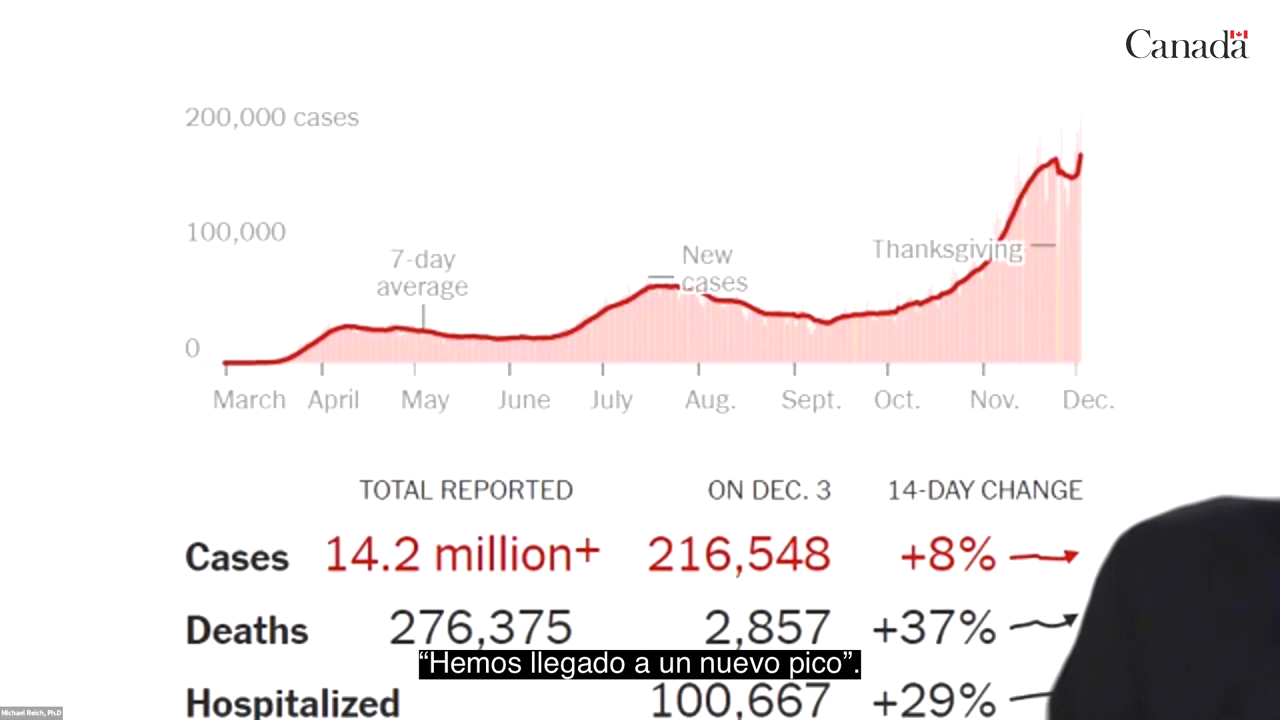 Canada
200,000 cases
100,000
7-day
average
New
cases
Thanksgiving
0
March April May June July Aug. Sept. Oct. Nov. Dec.
TOTAL REPORTED ON DEC. 3 14-DAY CHANGE
Cases 14.2 million+ 216,548 +8%
Deaths 276,375 2,857 +37%
“Hemos llegado a un nuevo pico”.
Hospitalized 100,667 +29%
Michael Reich, Ph.D